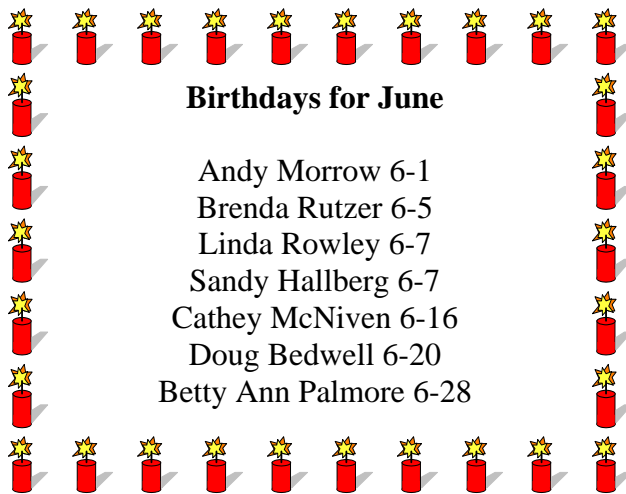 Birthdays for June
Andy Morrow 6-1
Brenda Rutzer 6-5
Linda Rowley 6-7
Sandy Hallberg 6-7
Cathey McNiven 6-16
Doug Bedwell 6-20
Betty Ann Palmore 6-28